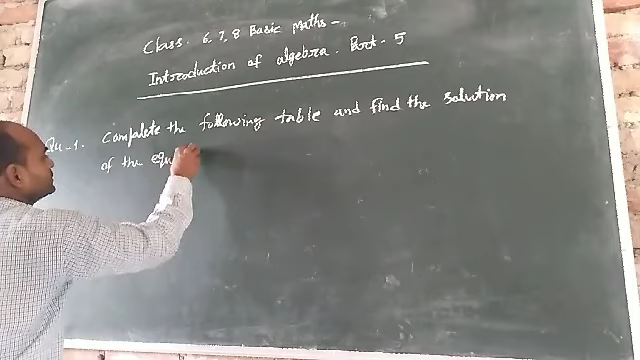 Class. 6, 7, 8 Basic Maths -
Introduction of algebra. Part - 5
Qu-1. Complete the following table and find the solution
of the equ